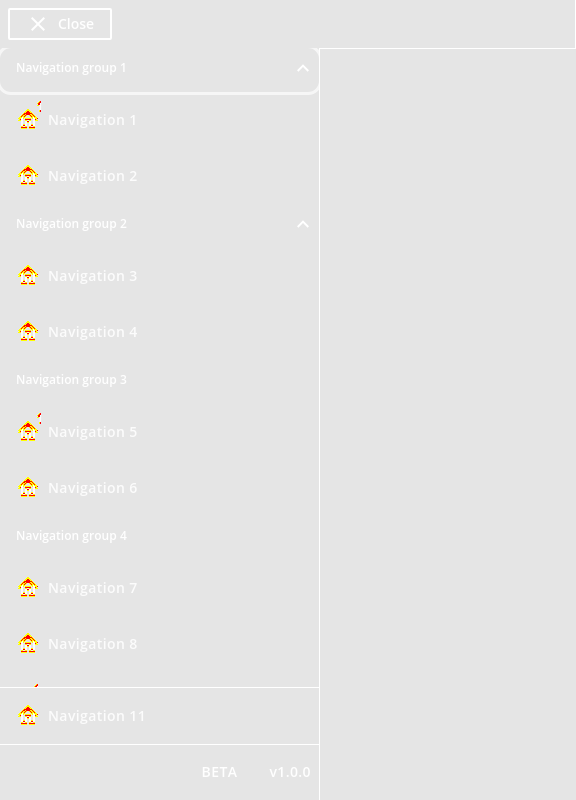 Close
Navigation group 1
Navigation 1
Navigation 2
Navigation group 2
Navigation 3
Navigation 4
Navigation group 3
Navigation 5
Navigation 6
Navigation group 4
Navigation 7
Navigation 8
Navigation 11
BETA v1.0.0